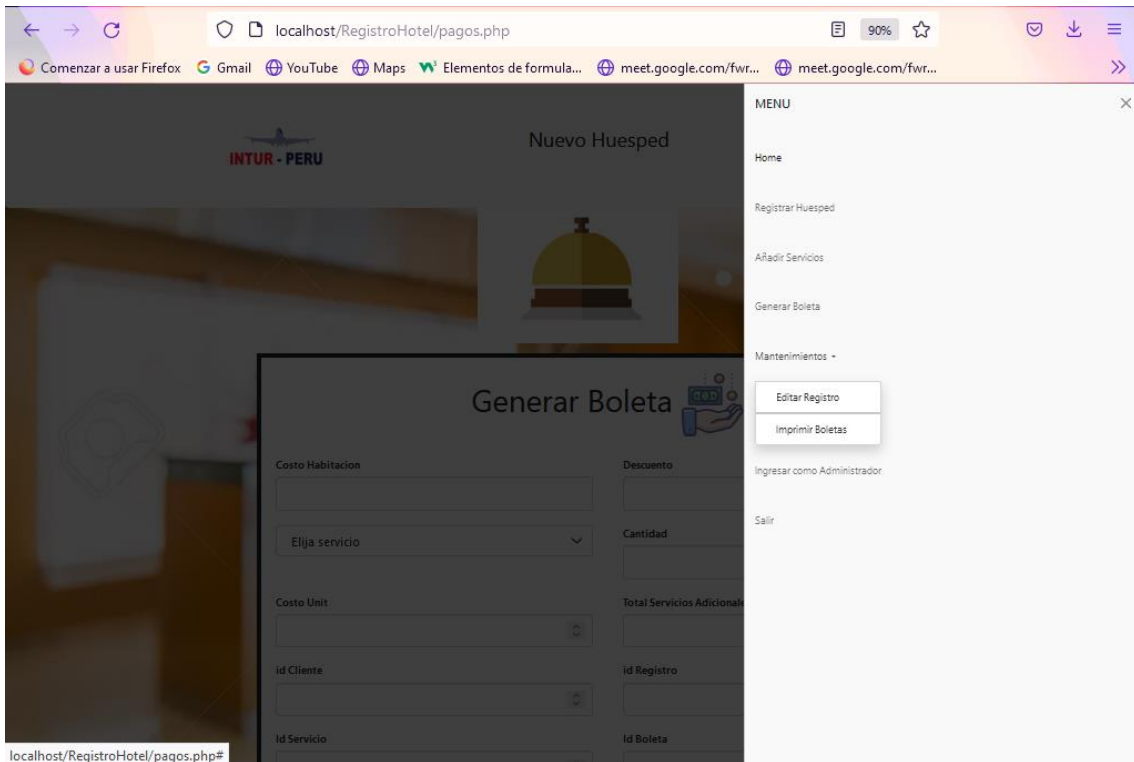 localhost/RegistroHotel/pagos.php
90%
Comenzar a usar Firefox Gmail YouTube Maps Elementos de formula... meet.google.com/fwr... meet.google.com/fwr...
MENU
INTUR - PERU
Nuevo Huesped
Home
Registrar Huesped
Añadir Servicios
Generar Boleta
Mantenimientos
Editar Registro
Imprimir Boletas
Ingresar como Administrador
Salir
Generar Boleta
Costo Habitacion Descuento
Elija servicio Cantidad
Costo Unit Total Servicios Adicionale
id Cliente id Registro
Id Servicio Id Boleta
localhost/RegistroHotel/pagos.php#